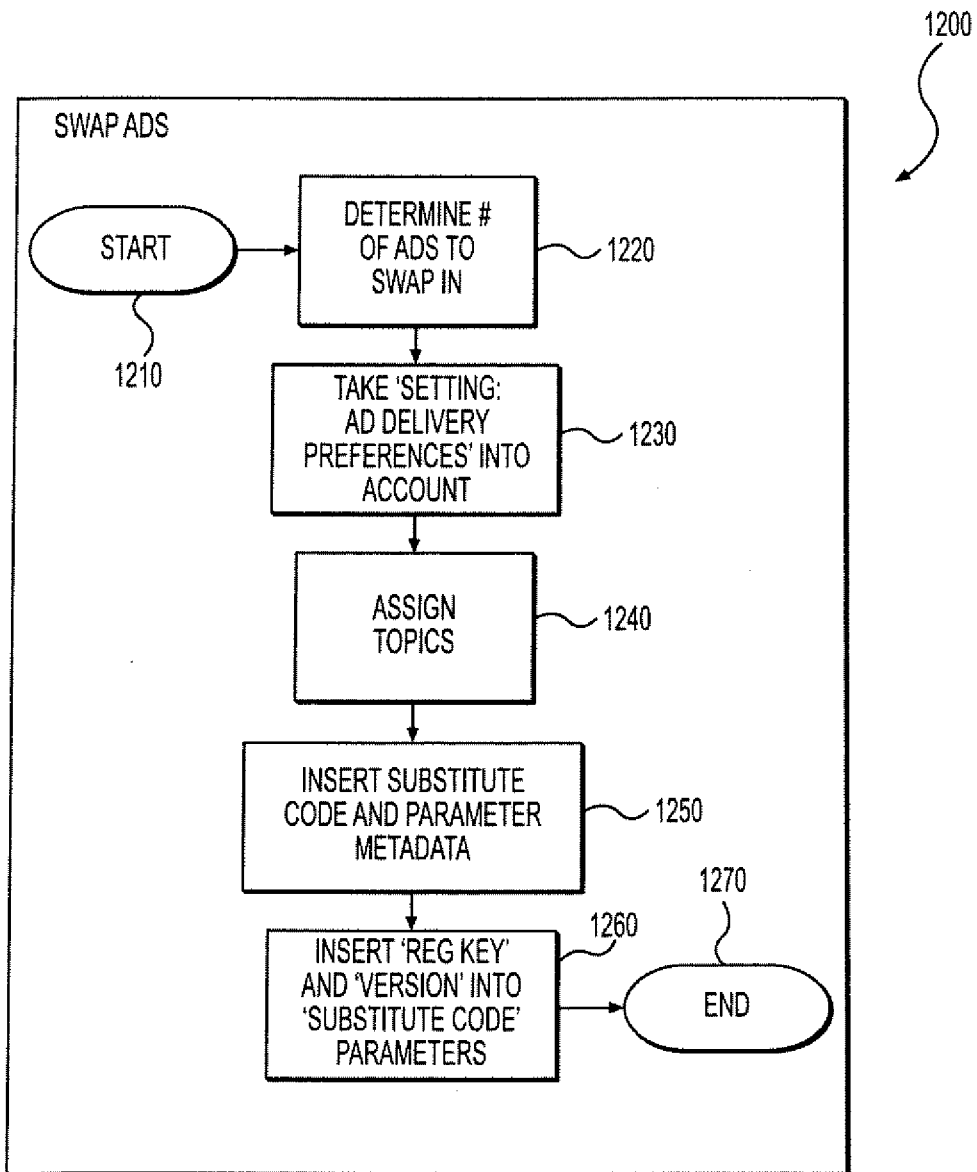 1200
SWAP ADS
START
1210
DETERMINE #
OF ADS TO
SWAP IN
1220
TAKE ‘SETTING:
AD DELIVERY
PREFERENCES’ INTO
ACCOUNT
1230
ASSIGN
TOPICS
1240
INSERT SUBSTITUTE
CODE AND PARAMETER
METADATA
1250
INSERT ‘REG KEY’
AND ‘VERSION’ INTO
‘SUBSTITUTE CODE’
PARAMETERS
1260
1270
END